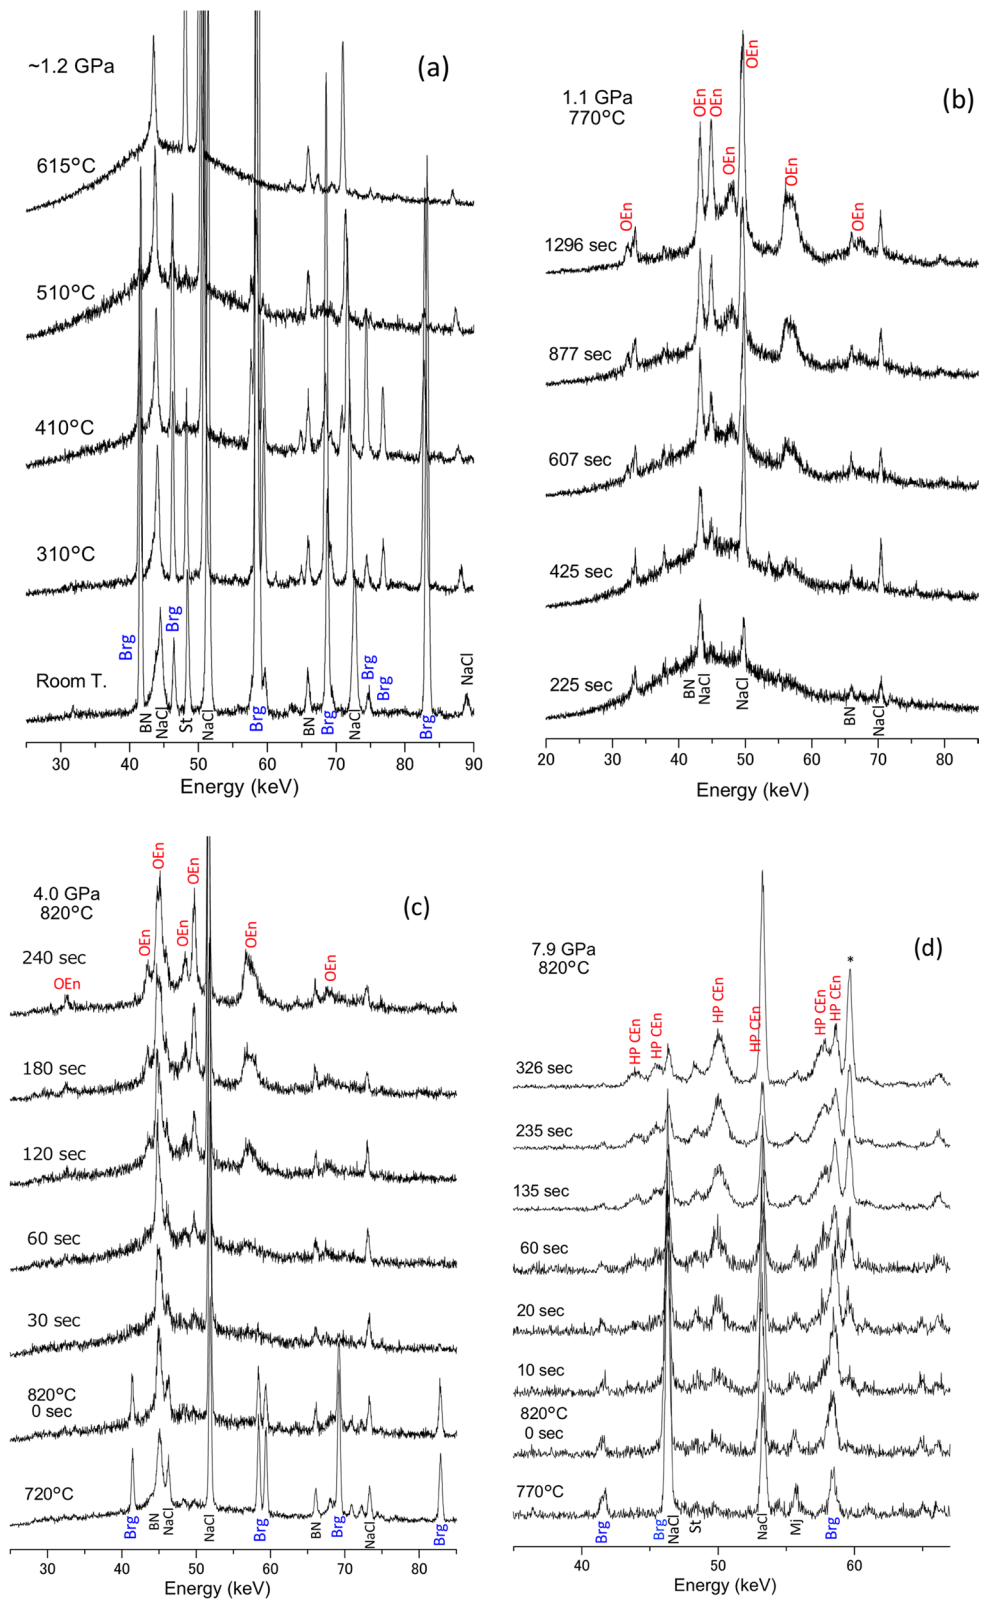 ~1.2 GPa
(a)
615°C
510°C
410°C
310°C
Room T.
Brg
BN
NaCl
Brg
St
NaCl
Brg
BN
Brg
NaCl
Brg
Brg
Brg
NaCl
30 40 50 60 70 80 90
Energy (keV)
1.1 GPa
770°C
(b)
OEn
OEn
OEn
OEn
OEn
OEn
OEn
1296 sec
877 sec
607 sec
425 sec
225 sec
BN
NaCl
NaCl
BN
NaCl
20 30 40 50 60 70 80
Energy (keV)
4.0 GPa
820°C
(c)
OEn
OEn
OEn
OEn
OEn
OEn
OEn
240 sec
180 sec
120 sec
60 sec
30 sec
820°C
0 sec
720°C
Brg
BN
NaCl
NaCl
Brg
BN
Brg
NaCl
Brg
30 40 50 60 70 80
Energy (keV)
7.9 GPa
820°C
(d)
*
HP CEn
HP CEn
HP CEn
HP CEn
HP CEn
HP CEn
326 sec
235 sec
135 sec
60 sec
20 sec
10 sec
820°C
0 sec
770°C
Brg
Brg
NaCl
St
NaCl
Mj
Brg
40 50 60
Energy (keV)